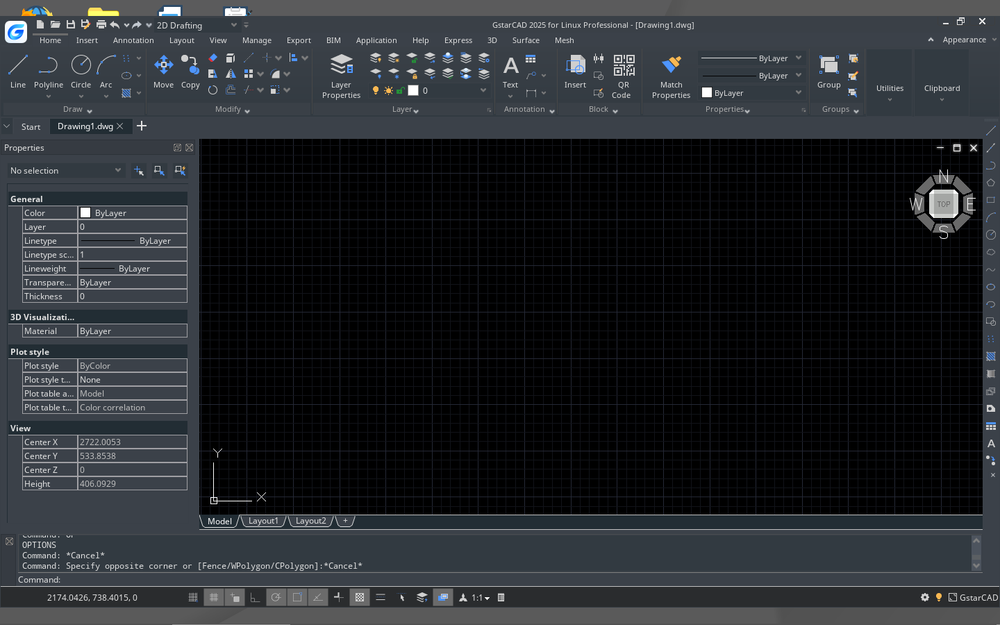 2D Drafting
GstarCAD 2025 for Linux Professional - [Drawing1.dwg]
Home Insert Annotation Layout View Manage Export BIM Application Help Express 3D Surface Mesh Appearance
Line Polyline Circle Arc
Draw
Move Copy
Modify
Layer Properties
0
Layer
Text
Annotation
Insert
QR Code
Block
Match Properties
ByLayer
ByLayer
ByLayer
Properties
Group
Groups
Utilities
Clipboard
Start Drawing1.dwg
Properties
No selection
General
Color ByLayer
Layer 0
Linetype ByLayer
Linetype sc... 1
Lineweight ByLayer
Transpare... ByLayer
Thickness 0
3D Visualizati...
Material ByLayer
Plot style
Plot style ByColor
Plot style t... None
Plot table a... Model
Plot table t... Color correlation
View
Center X 2722.0053
Center Y 533.8538
Center Z 0
Height 406.0929
N
W TOP E
S
Y
X
Model Layout1 Layout2 +
OPTIONS
Command: *Cancel*
Command: Specify opposite corner or [Fence/WPolygon/CPolygon]:*Cancel*
Command:
2174.0426, 738.4015, 0
1:1
GstarCAD